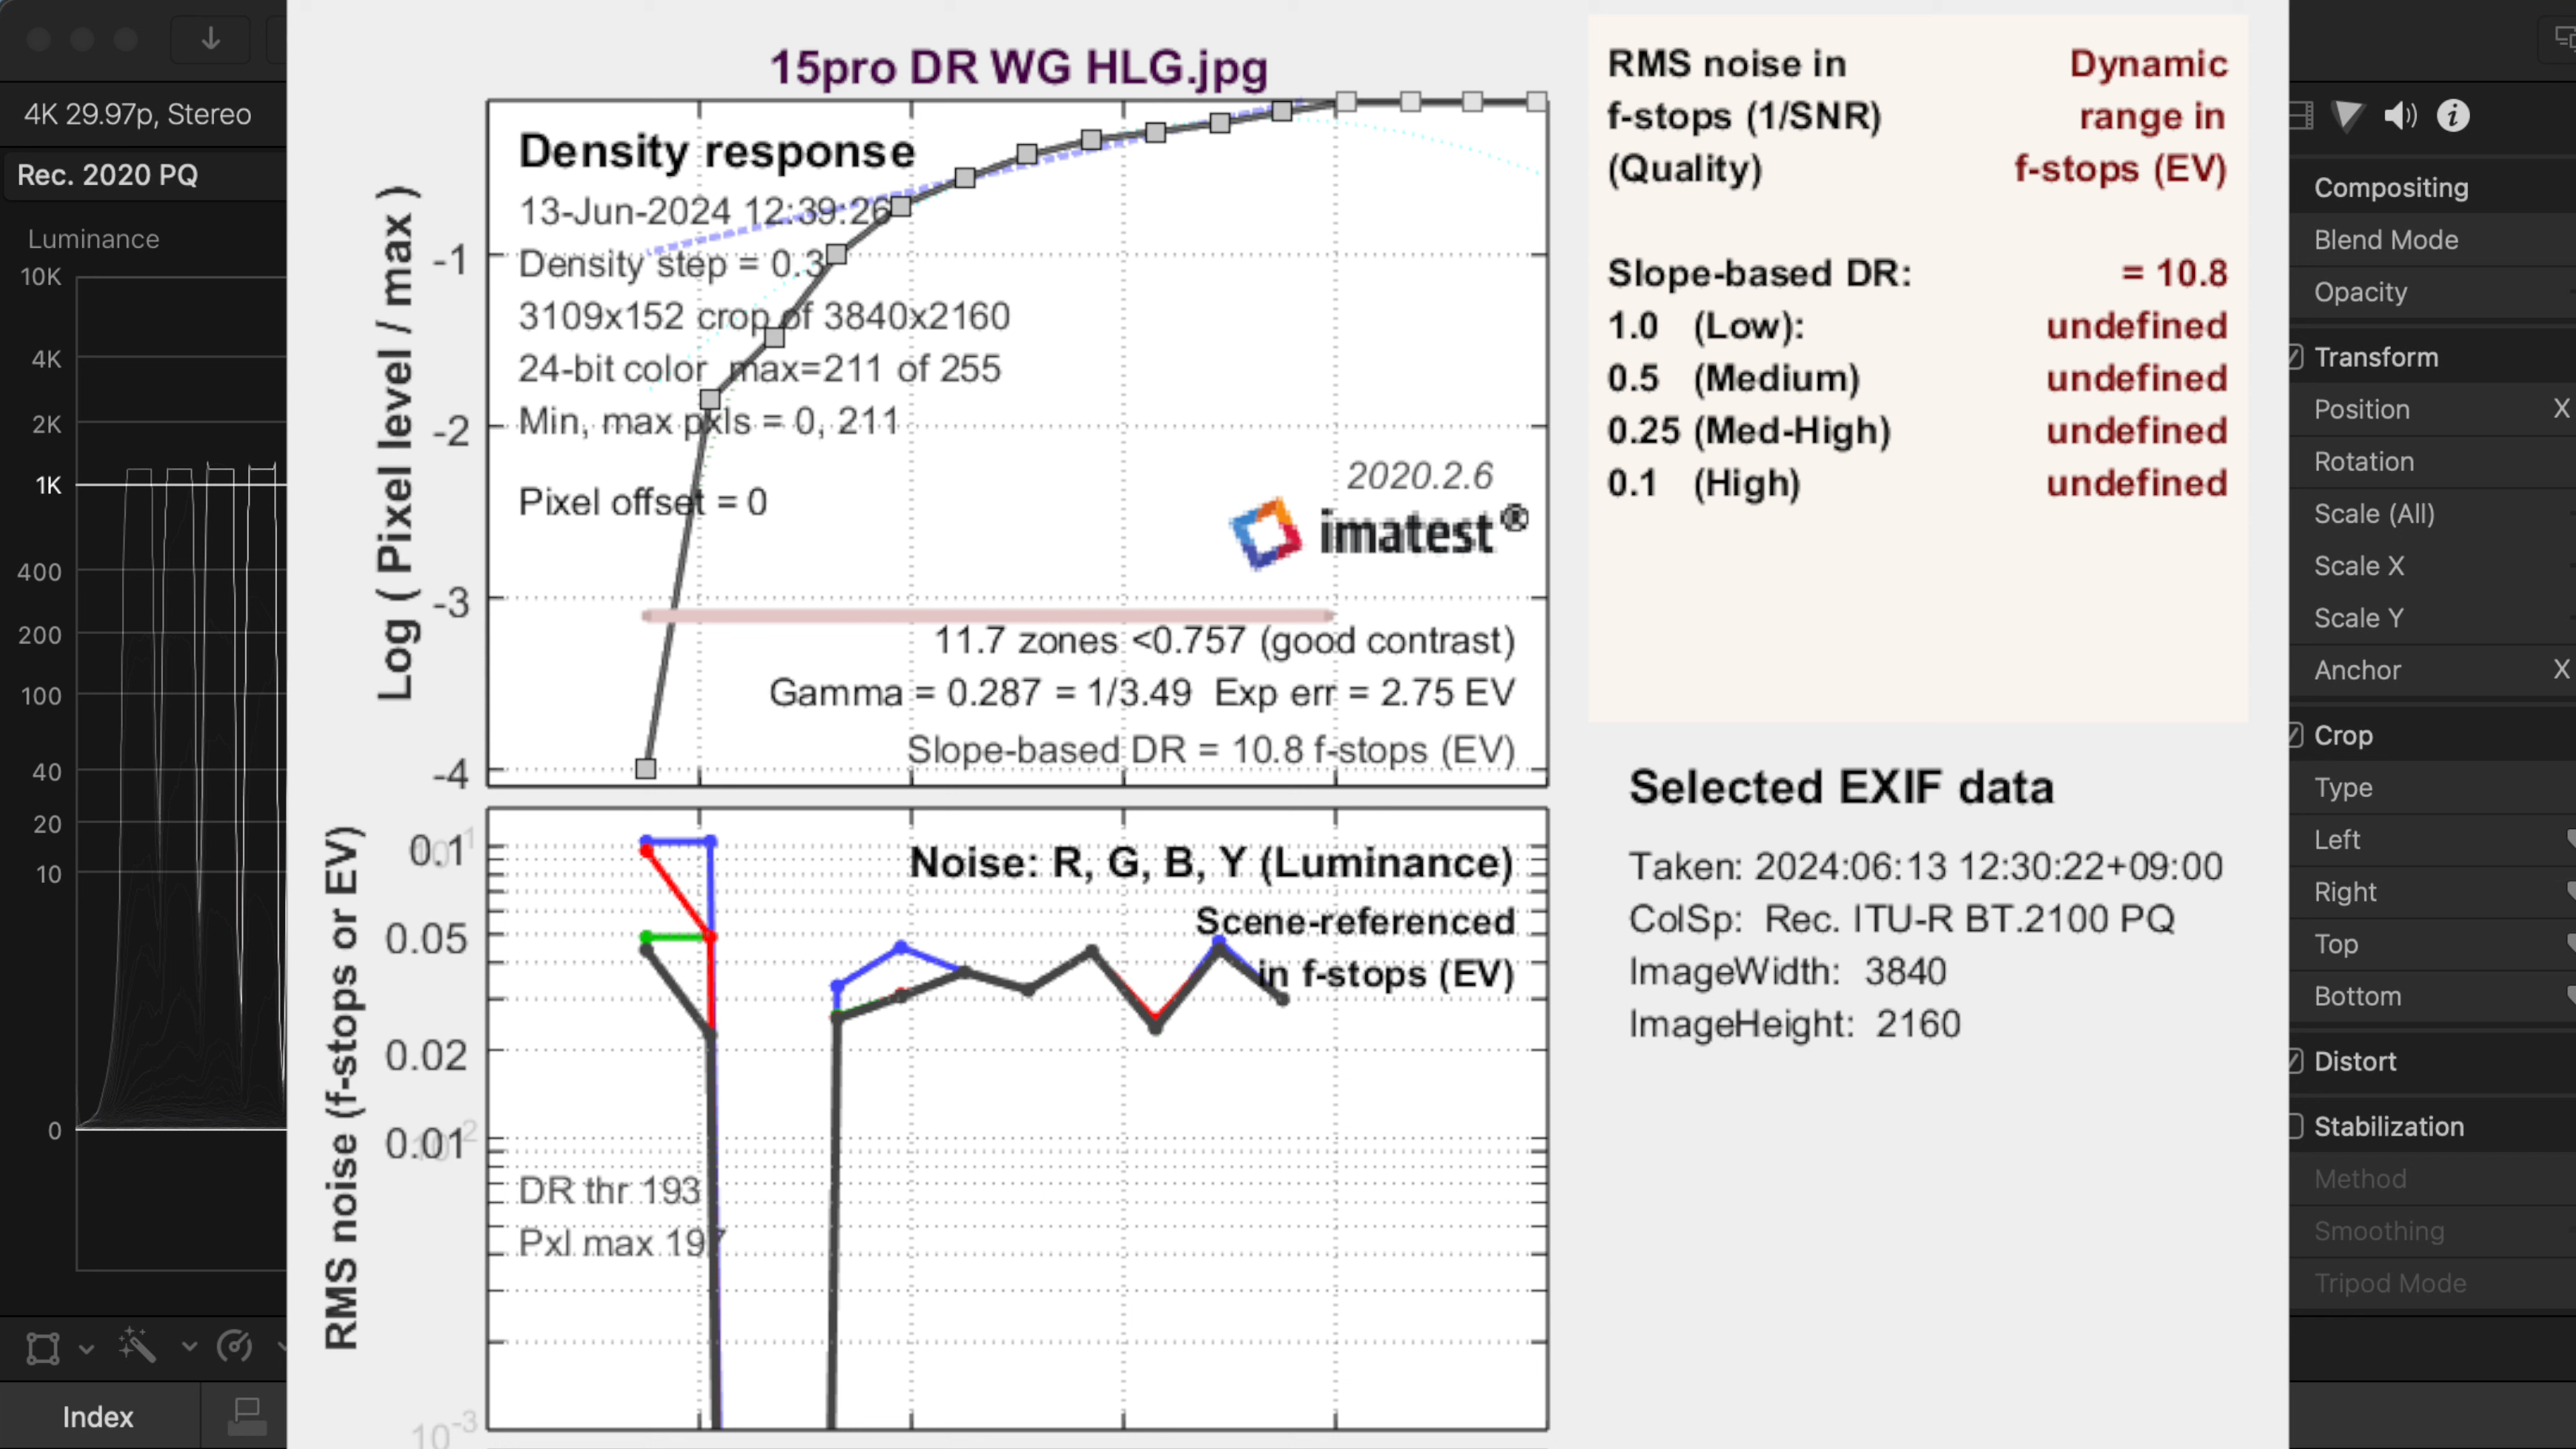 4K 29.97p, Stereo
Rec. 2020 PQ
Luminance
10K
4K
2K
1K
400
200
100
40
20
10
0
Index
15pro DR WG HLG.jpg
Log ( Pixel level / max )
-1
-2
-3
-4
Density response
13-Jun-2024 12:39:26
Density step = 0.3
3109x152 crop of 3840x2160
24-bit color max=211 of 255
Min, max pxls = 0, 211
Pixel offset = 0
2020.2.6
imatest®
11.7 zones <0.757 (good contrast)
Gamma = 0.287 = 1/3.49 Exp err = 2.75 EV
Slope-based DR = 10.8 f-stops (EV)
RMS noise (f-stops or EV)
0.1
0.05
0.02
0.01
10-3
Noise: R, G, B, Y (Luminance)
Scene-referenced
in f-stops (EV)
DR thr 193
Pxl max 197
RMS noise in Dynamic
f-stops (1/SNR) range in
(Quality) f-stops (EV)
Slope-based DR: = 10.8
1.0 (Low): undefined
0.5 (Medium) undefined
0.25 (Med-High) undefined
0.1 (High) undefined
Selected EXIF data
Taken: 2024:06:13 12:30:22+09:00
ColSp: Rec. ITU-R BT.2100 PQ
ImageWidth: 3840
ImageHeight: 2160
Compositing
Blend Mode
Opacity
Transform
Position X
Rotation
Scale (All)
Scale X
Scale Y
Anchor X
Crop
Type
Left
Right
Top
Bottom
Distort
Stabilization
Method
Smoothing
Tripod Mode